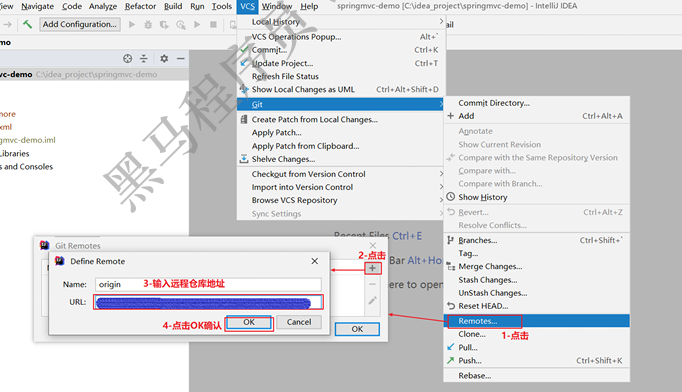 View Navigate Code Analyze Refactor Build Run Tools VCS Window Help springmvc-demo [C:\idea_project\springmvc-demo] - IntelliJ IDEA
Add Configuration...
vc-demo C:\idea_project\springmvc-demo
more
xml
ngmvc-demo.iml
Libraries
s and Consoles
Local History
VCS Operations Popup... Alt+`
Commit... Ctrl+K
Update Project... Ctrl+T
Refresh File Status
Show Local Changes as UML Ctrl+Alt+Shift+D
Git
Create Patch from Local Changes...
Apply Patch...
Apply Patch from Clipboard...
Shelve Changes...
Checkout from Version Control
Import into Version Control
Browse VCS Repository
Sync Settings
Commit Directory...
Add Ctrl+Alt+A
Annotate
Show Current Revision
Compare with the Same Repository Version
Compare with...
Compare with Branch...
Show History
Revert... Ctrl+Alt+Z
Resolve Conflicts...
Branches... Ctrl+Shift+`
Tag...
Merge Changes...
Stash Changes...
UnStash Changes...
Reset HEAD...
Remotes...
1-点击
Clone...
Pull...
Push... Ctrl+Shift+K
Rebase...
Recent Files Ctrl+E
Bar Alt+Ho
here to open
Git Remotes
2-点击
Define Remote
Name: origin 3-输入远程仓库地址
URL:
4-点击OK确认 OK Cancel
OK
黑马程序员